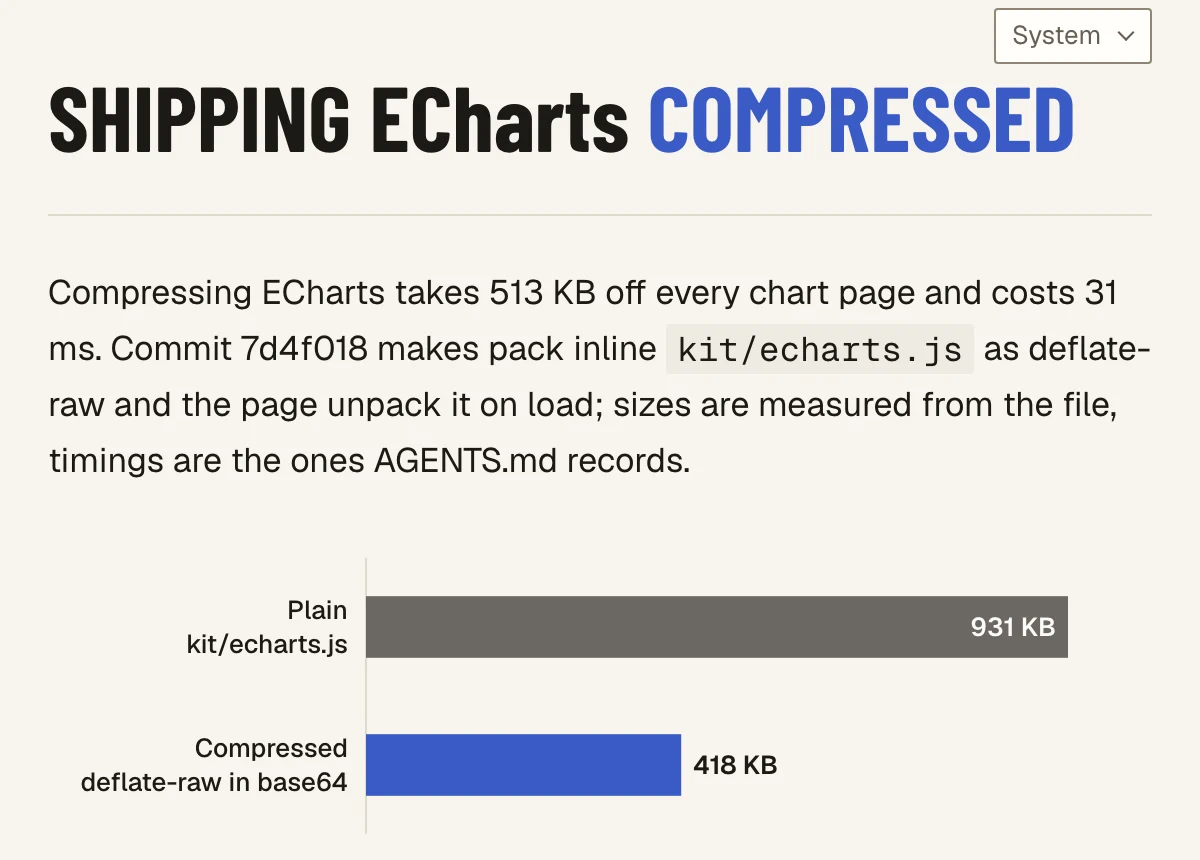 System
SHIPPING ECharts COMPRESSED
Compressing ECharts takes 513 KB off every chart page and costs 31
ms. Commit 7d4f018 makes pack inline kit/echarts.js as deflate-
raw and the page unpack it on load; sizes are measured from the file,
timings are the ones AGENTS.md records.
Plain
kit/echarts.js
931 KB
Compressed
deflate-raw in base64
418 KB